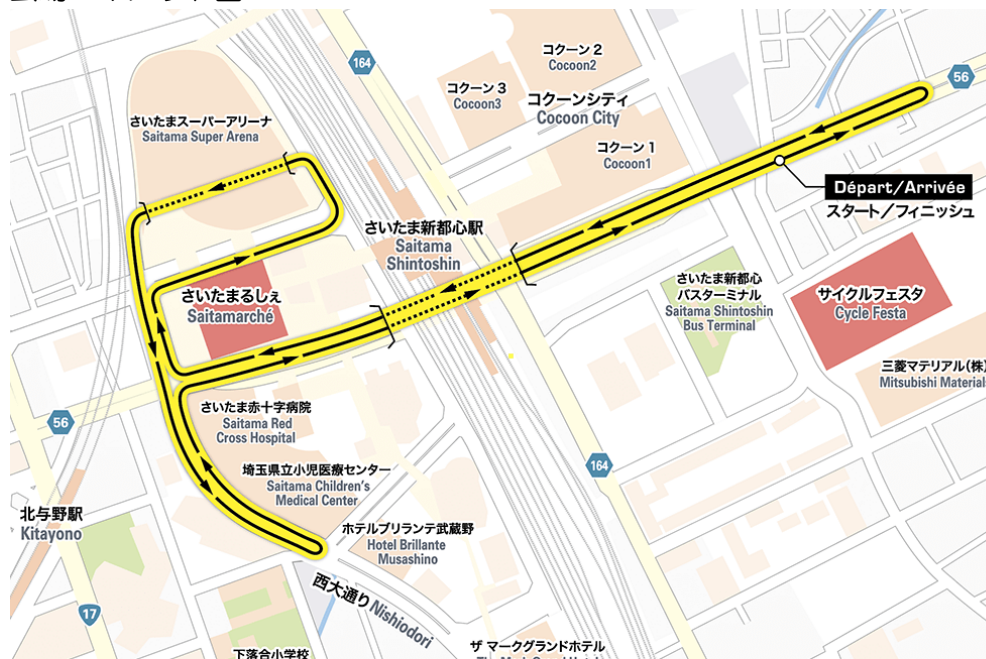 164
コクーン 2
Cocoon2
56
コクーン 3
Cocoon3
コクーンシティ
Cocoon City
さいたまスーパーアリーナ
Saitama Super Arena
コクーン 1
Cocoon1
Départ/Arrivée
スタート／フィニッシュ
さいたま新都心駅
Saitama
Shintoshin
さいたまるしぇ
Saitamarché
さいたま新都心
バスターミナル
Saitama Shintoshin
Bus Terminal
サイクルフェスタ
Cycle Festa
三菱マテリアル(株)
Mitsubishi Materials
さいたま赤十字病院
Saitama Red
Cross Hospital
56
埼玉県立小児医療センター
Saitama Children's
Medical Center
164
北与野駅
Kitayono
ホテルブリランテ武蔵野
Hotel Brillante
Musashino
西大通り Nishiodori
17
下落合小学校
ザ マークグランドホテル